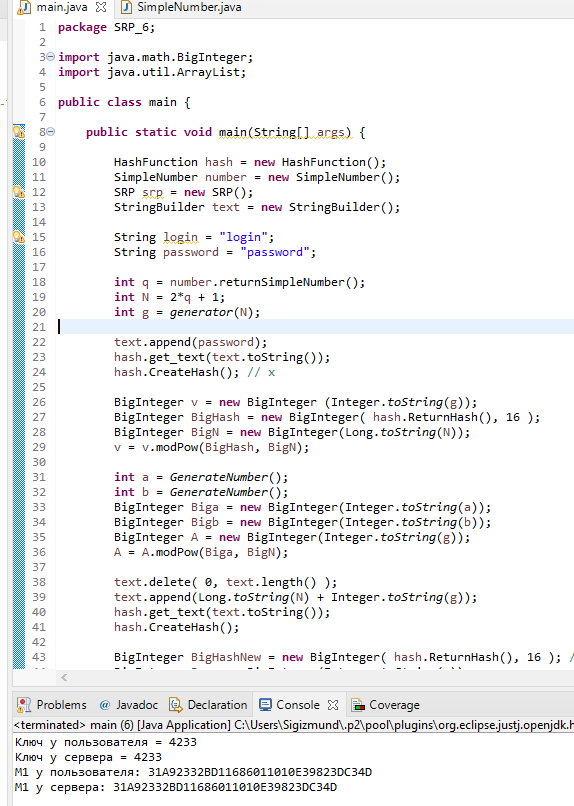 main.java
SimpleNumber.java
1 package SRP_6;
2
3 import java.math.BigInteger;
4 import java.util.ArrayList;
5
6 public class main {
7
8 public static void main(String[] args) {
9
10 HashFunction hash = new HashFunction();
11 SimpleNumber number = new SimpleNumber();
12 SRP srp = new SRP();
13 StringBuilder text = new StringBuilder();
14
15 String login = "login";
16 String password = "password";
17
18 int q = number.returnSimpleNumber();
19 int N = 2*q + 1;
20 int g = generator(N);
21
22 text.append(password);
23 hash.get_text(text.toString());
24 hash.CreateHash(); // x
25
26 BigInteger v = new BigInteger (Integer.toString(g));
27 BigInteger BigHash = new BigInteger( hash.ReturnHash(), 16 );
28 BigInteger BigN = new BigInteger(Long.toString(N));
29 v = v.modPow(BigHash, BigN);
30
31 int a = GenerateNumber();
32 int b = GenerateNumber();
33 BigInteger Biga = new BigInteger(Integer.toString(a));
34 BigInteger Bigb = new BigInteger(Integer.toString(b));
35 BigInteger A = new BigInteger(Integer.toString(g));
36 A = A.modPow(Biga, BigN);
37
38 text.delete( 0, text.length() );
39 text.append(Long.toString(N) + Integer.toString(g));
40 hash.get_text(text.toString());
41 hash.CreateHash();
42
43 BigInteger BigHashNew = new BigInteger( hash.ReturnHash(), 16 ); /
Problems @ Javadoc Declaration Console Coverage
<terminated> main (6) [Java Application] C:\Users\Sigizmund\.p2\pool\plugins\org.eclipse.justj.openjdk.h
Ключ у пользователя = 4233
Ключ у сервера = 4233
M1 у пользователя: 31A92332BD11686011010E39823DC34D
M1 у сервера: 31A92332BD11686011010E39823DC34D